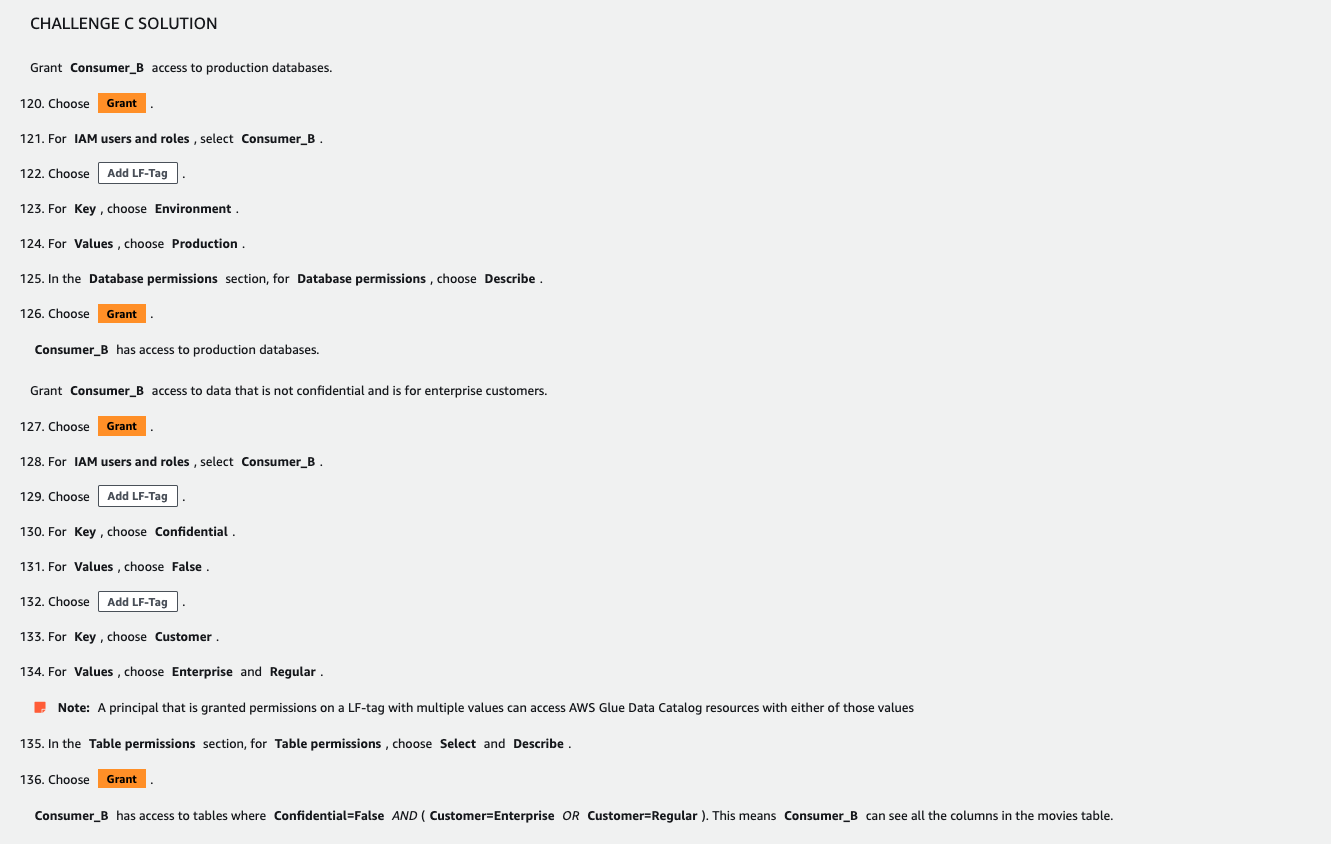 CHALLENGE C SOLUTION
Grant Consumer_B access to production databases.
120. Choose Grant .
121. For IAM users and roles , select Consumer_B .
122. Choose Add LF-Tag .
123. For Key , choose Environment .
124. For Values , choose Production .
125. In the Database permissions section, for Database permissions , choose Describe .
126. Choose Grant .
Consumer_B has access to production databases.
Grant Consumer_B access to data that is not confidential and is for enterprise customers.
127. Choose Grant .
128. For IAM users and roles , select Consumer_B .
129. Choose Add LF-Tag .
130. For Key , choose Confidential .
131. For Values , choose False .
132. Choose Add LF-Tag .
133. For Key , choose Customer .
134. For Values , choose Enterprise and Regular .
Note: A principal that is granted permissions on a LF-tag with multiple values can access AWS Glue Data Catalog resources with either of those values
135. In the Table permissions section, for Table permissions , choose Select and Describe .
136. Choose Grant .
Consumer_B has access to tables where Confidential=False AND ( Customer=Enterprise OR Customer=Regular ). This means Consumer_B can see all the columns in the movies table.